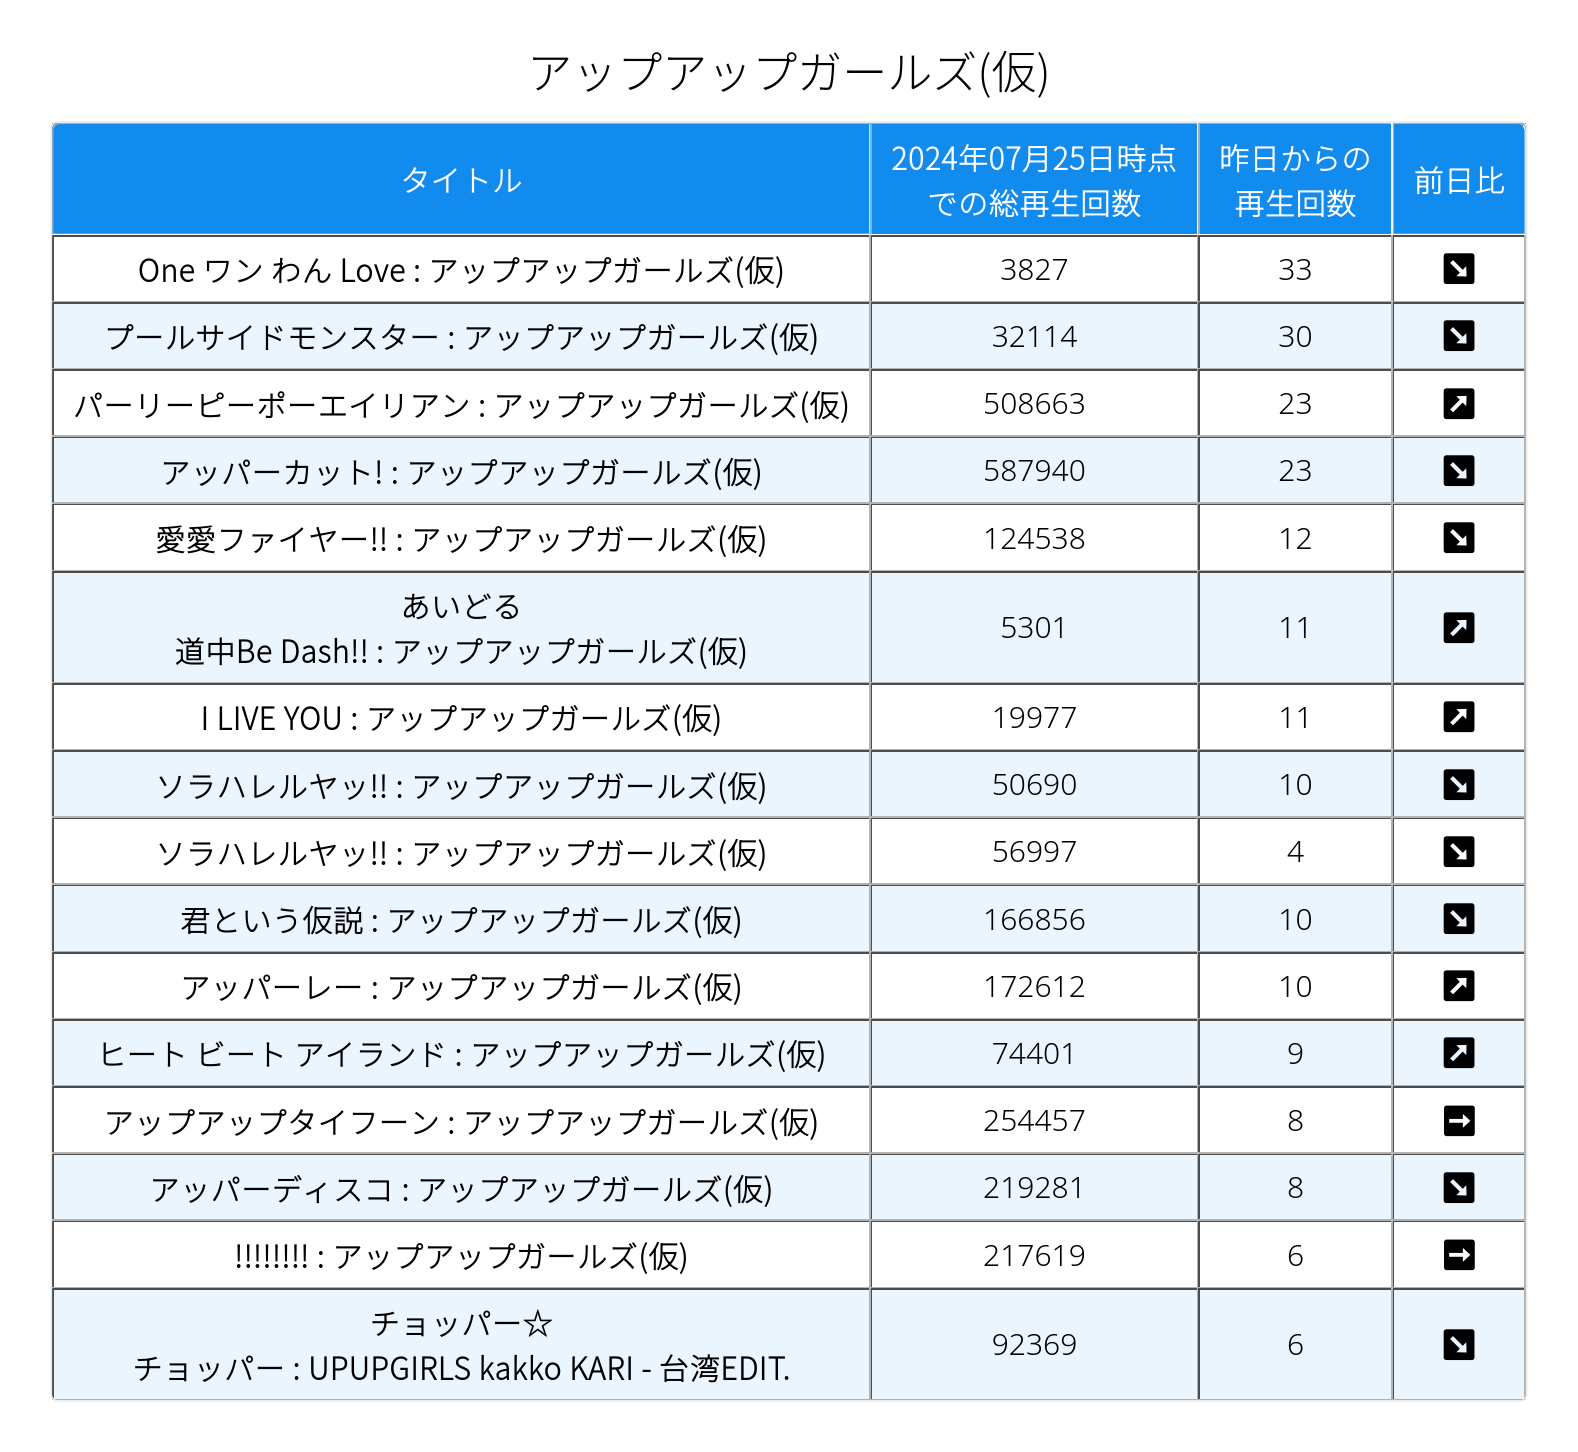 アップアップガールズ(仮)
タイトル 2024年07月25日時点 昨日からの 前日比
での総再生回数 再生回数
One ワン わん Love : アップアップガールズ(仮) 3827 33 ↘
プールサイドモンスター : アップアップガールズ(仮) 32114 30 ↘
パーリーピーポーエイリアン : アップアップガールズ(仮) 508663 23 ↗
アッパーカット! : アップアップガールズ(仮) 587940 23 ↘
愛愛ファイヤー!! : アップアップガールズ(仮) 124538 12 ↘
あいどる
道中Be Dash!! : アップアップガールズ(仮) 5301 11 ↗
I LIVE YOU : アップアップガールズ(仮) 19977 11 ↗
ソラハレルヤッ!! : アップアップガールズ(仮) 50690 10 ↘
ソラハレルヤッ!! : アップアップガールズ(仮) 56997 4 ↘
君という仮説 : アップアップガールズ(仮) 166856 10 ↘
アッパーレー : アップアップガールズ(仮) 172612 10 ↗
ヒート ビート アイランド : アップアップガールズ(仮) 74401 9 ↗
アップアップタイフーン : アップアップガールズ(仮) 254457 8 →
アッパーディスコ : アップアップガールズ(仮) 219281 8 ↘
!!!!!!!! : アップアップガールズ(仮) 217619 6 →
チョッパー☆
チョッパー : UPUPGIRLS kakko KARI - 台湾EDIT. 92369 6 ↘